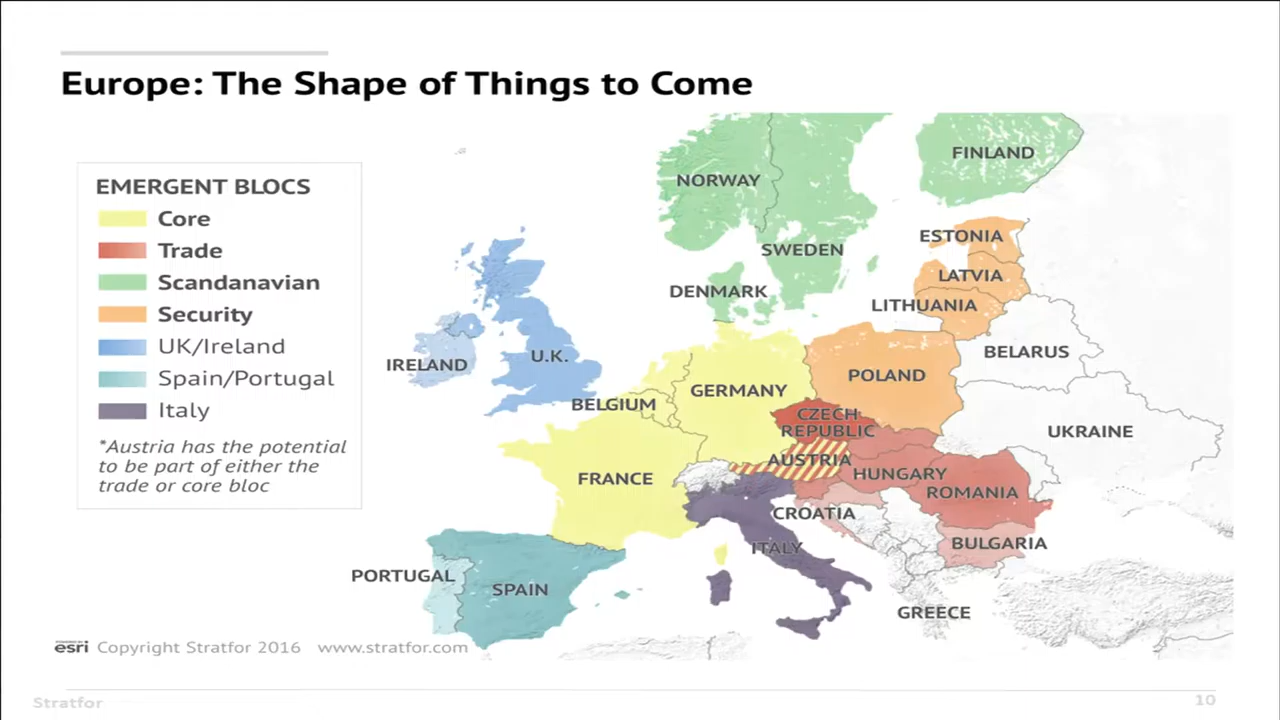 Europe: The Shape of Things to Come
EMERGENT BLOCS
Core
Trade
Scandanavian
Security
UK/Ireland
Spain/Portugal
Italy
*Austria has the potential
to be part of either the
trade or core bloc
NORWAY
FINLAND
SWEDEN
ESTONIA
LATVIA
DENMARK
LITHUANIA
IRELAND
U.K.
BELARUS
BELGIUM
GERMANY
POLAND
CZECH
REPUBLIC
UKRAINE
FRANCE
AUSTRIA
HUNGARY
ROMANIA
CROATIA
ITALY
BULGARIA
PORTUGAL
SPAIN
GREECE
POWERED BY
esri Copyright Stratfor 2016 www.stratfor.com
Stratfor
10